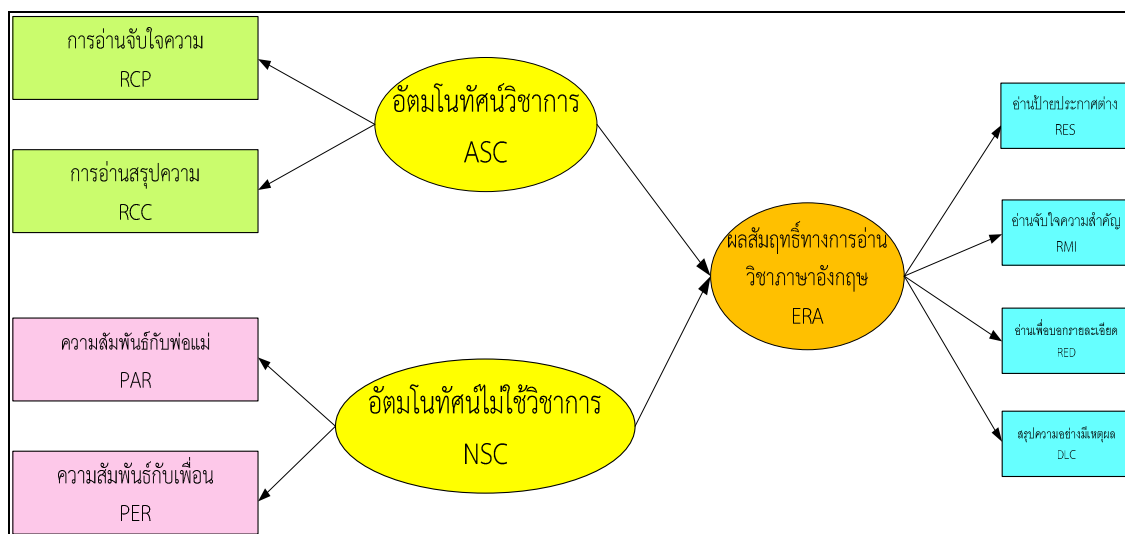 การอ่านจับใจความ
RCP
การอ่านสรุปความ
RCC
ความสัมพันธ์กับพ่อแม่
PAR
ความสัมพันธ์กับเพื่อน
PER
อัตมโนทัศน์วิชาการ
ASC
อัตมโนทัศน์ไม่ใช้วิชาการ
NSC
ผลสัมฤทธิ์ทางการอ่าน
วิชาภาษาอังกฤษ
ERA
อ่านป้ายประกาศต่าง
RES
อ่านจับใจความสำคัญ
RMI
อ่านเพื่อบอกรายละเอียด
RED
สรุปความอย่างมีเหตุผล
DLC